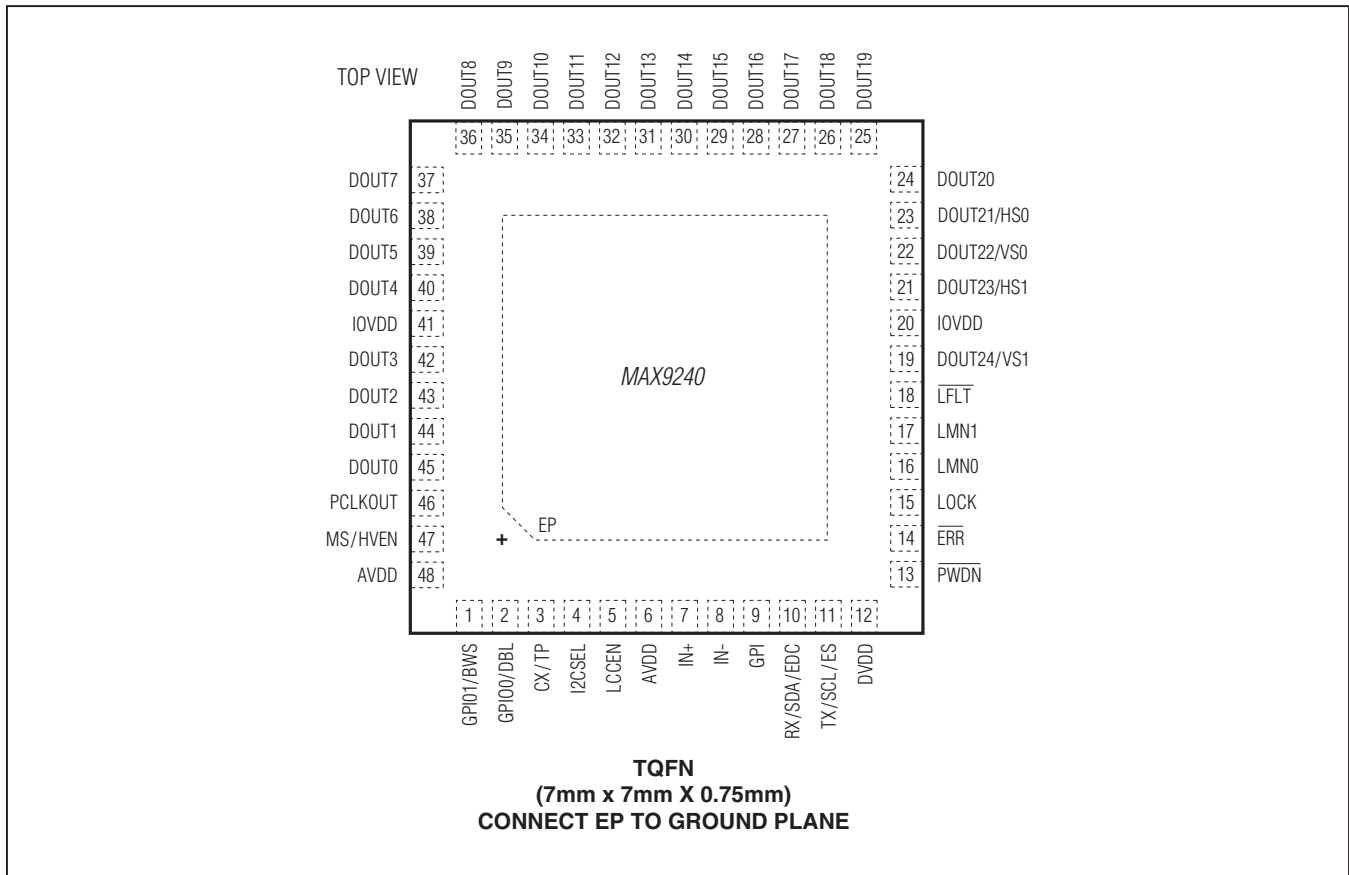 TOP VIEW
DOUT8
DOUT9
DOUT10
DOUT11
DOUT12
DOUT13
DOUT14
DOUT15
DOUT16
DOUT17
DOUT18
DOUT19
36 35 34 33 32 31 30 29 28 27 26 25
DOUT7 37
DOUT6 38
DOUT5 39
DOUT4 40
IOVDD 41
DOUT3 42
DOUT2 43
DOUT1 44
DOUT0 45
PCLKOUT 46
MS/HVEN 47
AVDD 48
24 DOUT20
23 DOUT21/HS0
22 DOUT22/VS0
21 DOUT23/HS1
20 IOVDD
19 DOUT24/VS1
18 LFLT
17 LMN1
16 LMN0
15 LOCK
14 ERR
13 PWDN
MAX9240
EP
+
1 2 3 4 5 6 7 8 9 10 11 12
GPIO1/BWS
GPIO0/DBL
CX/TP
I2CSEL
LCCEN
AVDD
IN+
IN-
GPI
RX/SDA/EDC
TX/SCL/ES
DVDD
TQFN
(7mm x 7mm X 0.75mm)
CONNECT EP TO GROUND PLANE